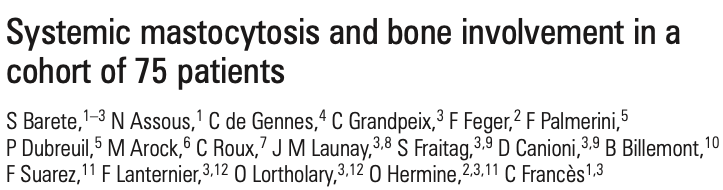 Systemic mastocytosis and bone involvement in a
cohort of 75 patients
S Barete,1–3 N Assous,1 C de Gennes,4 C Grandpeix,3 F Feger,2 F Palmerini,5
P Dubreuil,5 M Arock,6 C Roux,7 J M Launay,3,8 S Fraitag,3,9 D Canioni,3,9 B Billemont,10
F Suarez,11 F Lanternier,3,12 O Lortholary,3,12 O Hermine,2,3,11 C Francès1,3